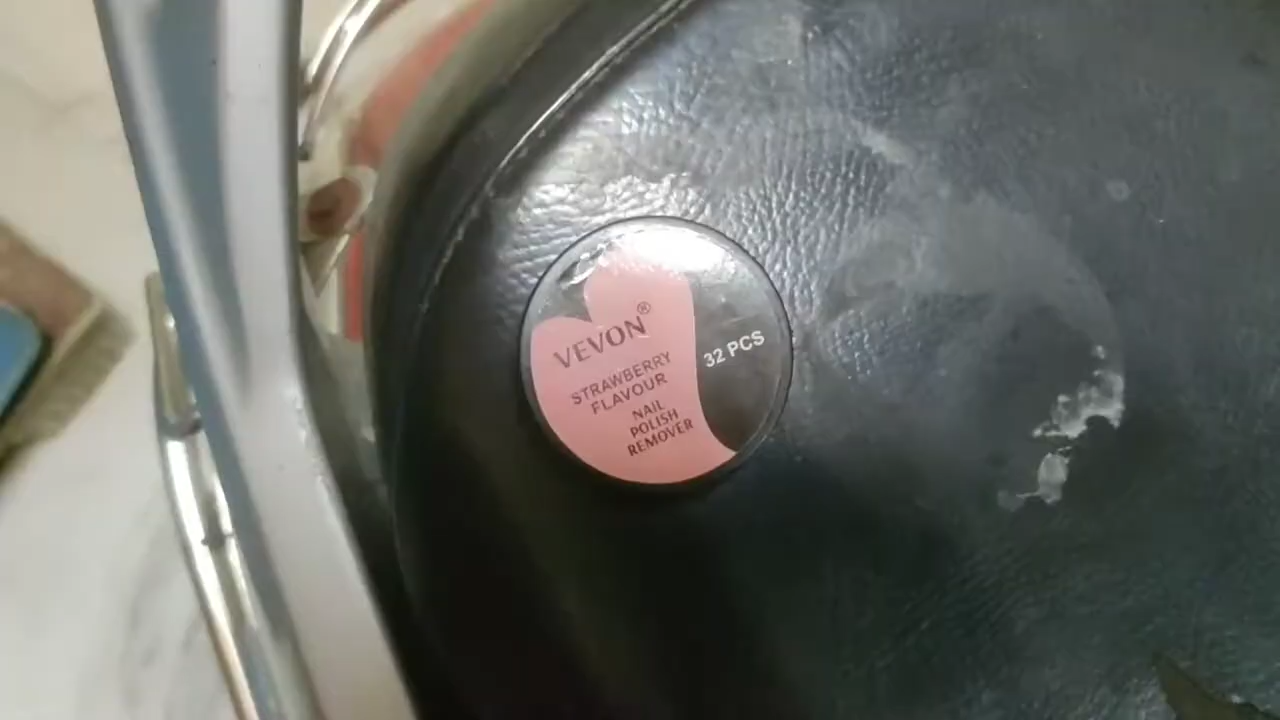 VEVON®
STRAWBERRY
FLAVOUR
NAIL
POLISH
REMOVER
32 PCS